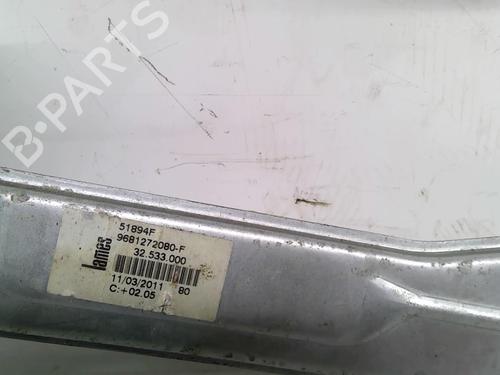 B-PARTS
51894F
9681272080-F
32.533.000
lames
11/03/2011 80
C:+02.05